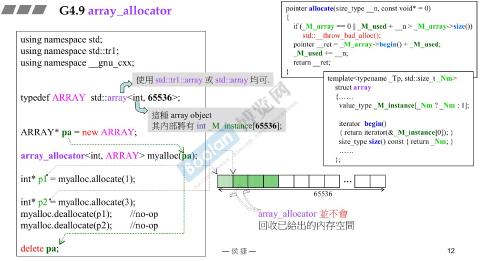 G4.9 array_allocator
using namespace std;
using namespace std::tr1;
using namespace __gnu_cxx;
使用 std::tr1::array 或 std::array 均可.
typedef ARRAY std::array<int, 65536>;
這種 array object
其內部將有 int _M_instance[65536];
ARRAY* pa = new ARRAY;
array_allocator<int, ARRAY> myalloc(pa);
int* p1 = myalloc.allocate(1);
int* p2 = myalloc.allocate(3);
myalloc.deallocate(p1); //no-op
myalloc.deallocate(p2); //no-op
delete pa;
pointer allocate(size_type __n, const void* = 0)
{
if (_M_array == 0 || _M_used + __n > _M_array->size())
std::__throw_bad_alloc();
pointer __ret = _M_array->begin() + _M_used;
_M_used += __n;
return __ret;
}
template<typename _Tp, std::size_t _Nm>
struct array
{......
value_type _M_instance[_Nm ? _Nm : 1];
iterator begin()
{ return iterator(&_M_instance[0]); }
size_type size() const { return _Nm; }
......
};
...
65536
array_allocator 並不會
回收已給出的內存空間
Boolan 博覽网
— 侯捷 —
12